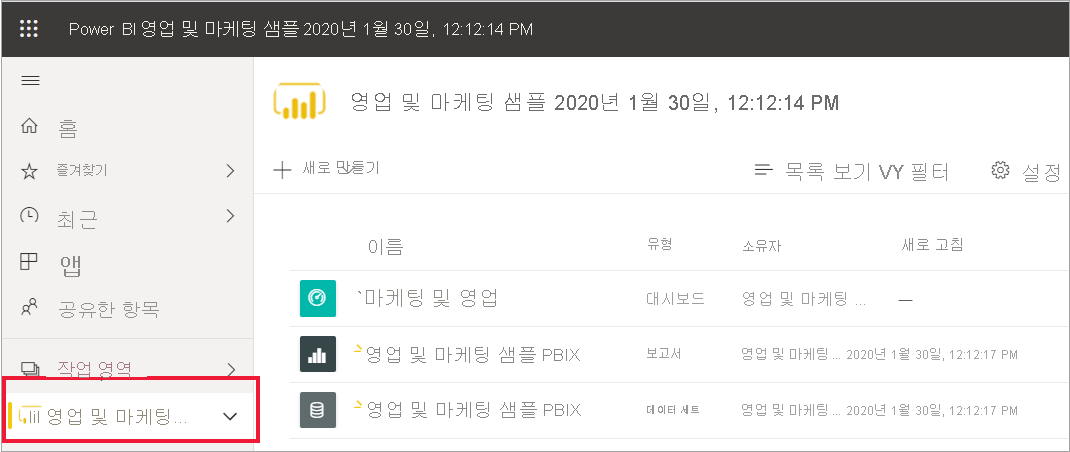 Power BI 영업 및 마케팅 샘플 2020년 1월 30일, 12:12:14 PM
영업 및 마케팅 샘플 2020년 1월 30일, 12:12:14 PM
홈
즐겨찾기
최근
앱
공유한 항목
작업 영역
영업 및 마케팅....
새로 만들기
목록 보기 VY 필터
설정
이름 유형 소유자 새로 고침
`마케팅 및 영업 대시보드 영업 및 마케팅 ... —
영업 및 마케팅 샘플 PBIX 보고서 영업 및 마케팅 ... 2020년 1월 30일, 12:12:17 PM
영업 및 마케팅 샘플 PBIX 데이터 세트 영업 및 마케팅 ... 2020년 1월 30일, 12:12:17 PM